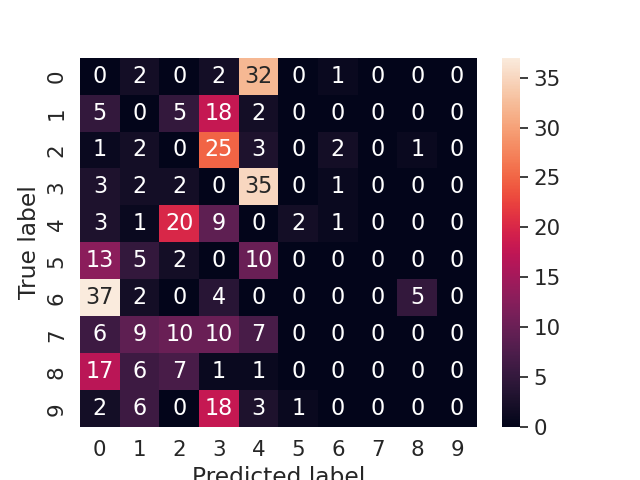 0 0 2 0 2 32 0 1 0 0 0 35
1 5 0 5 18 2 0 0 0 0 0 30
2 1 2 0 25 3 0 2 0 1 0 25
3 3 2 2 0 35 0 1 0 0 0
4 3 1 20 9 0 2 1 0 0 0 20
5 13 5 2 0 10 0 0 0 0 0 15
6 37 2 0 4 0 0 0 0 5 0
7 6 9 10 10 7 0 0 0 0 0 10
8 17 6 7 1 1 0 0 0 0 0 5
9 2 6 0 18 3 1 0 0 0 0 0
True label
0 1 2 3 4 5 6 7 8 9
Predicted label